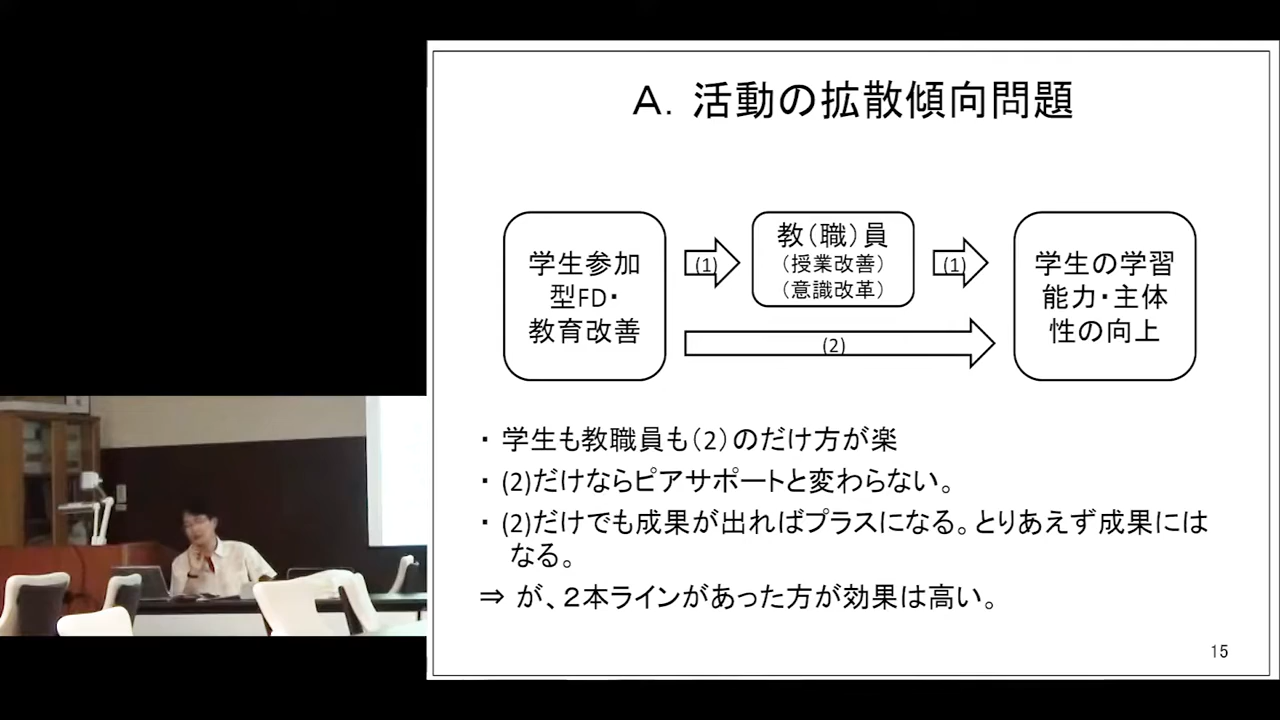 A. 活動の拡散傾向問題
学生参加
型FD・
教育改善
(1)
教（職）員
（授業改善）
（意識改革）
(1)
学生の学習
能力・主体
性の向上
(2)
・ 学生も教職員も（2）のだけ方が楽
・ (2)だけならピアサポートと変わらない。
・ (2)だけでも成果が出ればプラスになる。とりあえず成果には
なる。
⇒ が、２本ラインがあった方が効果は高い。
15